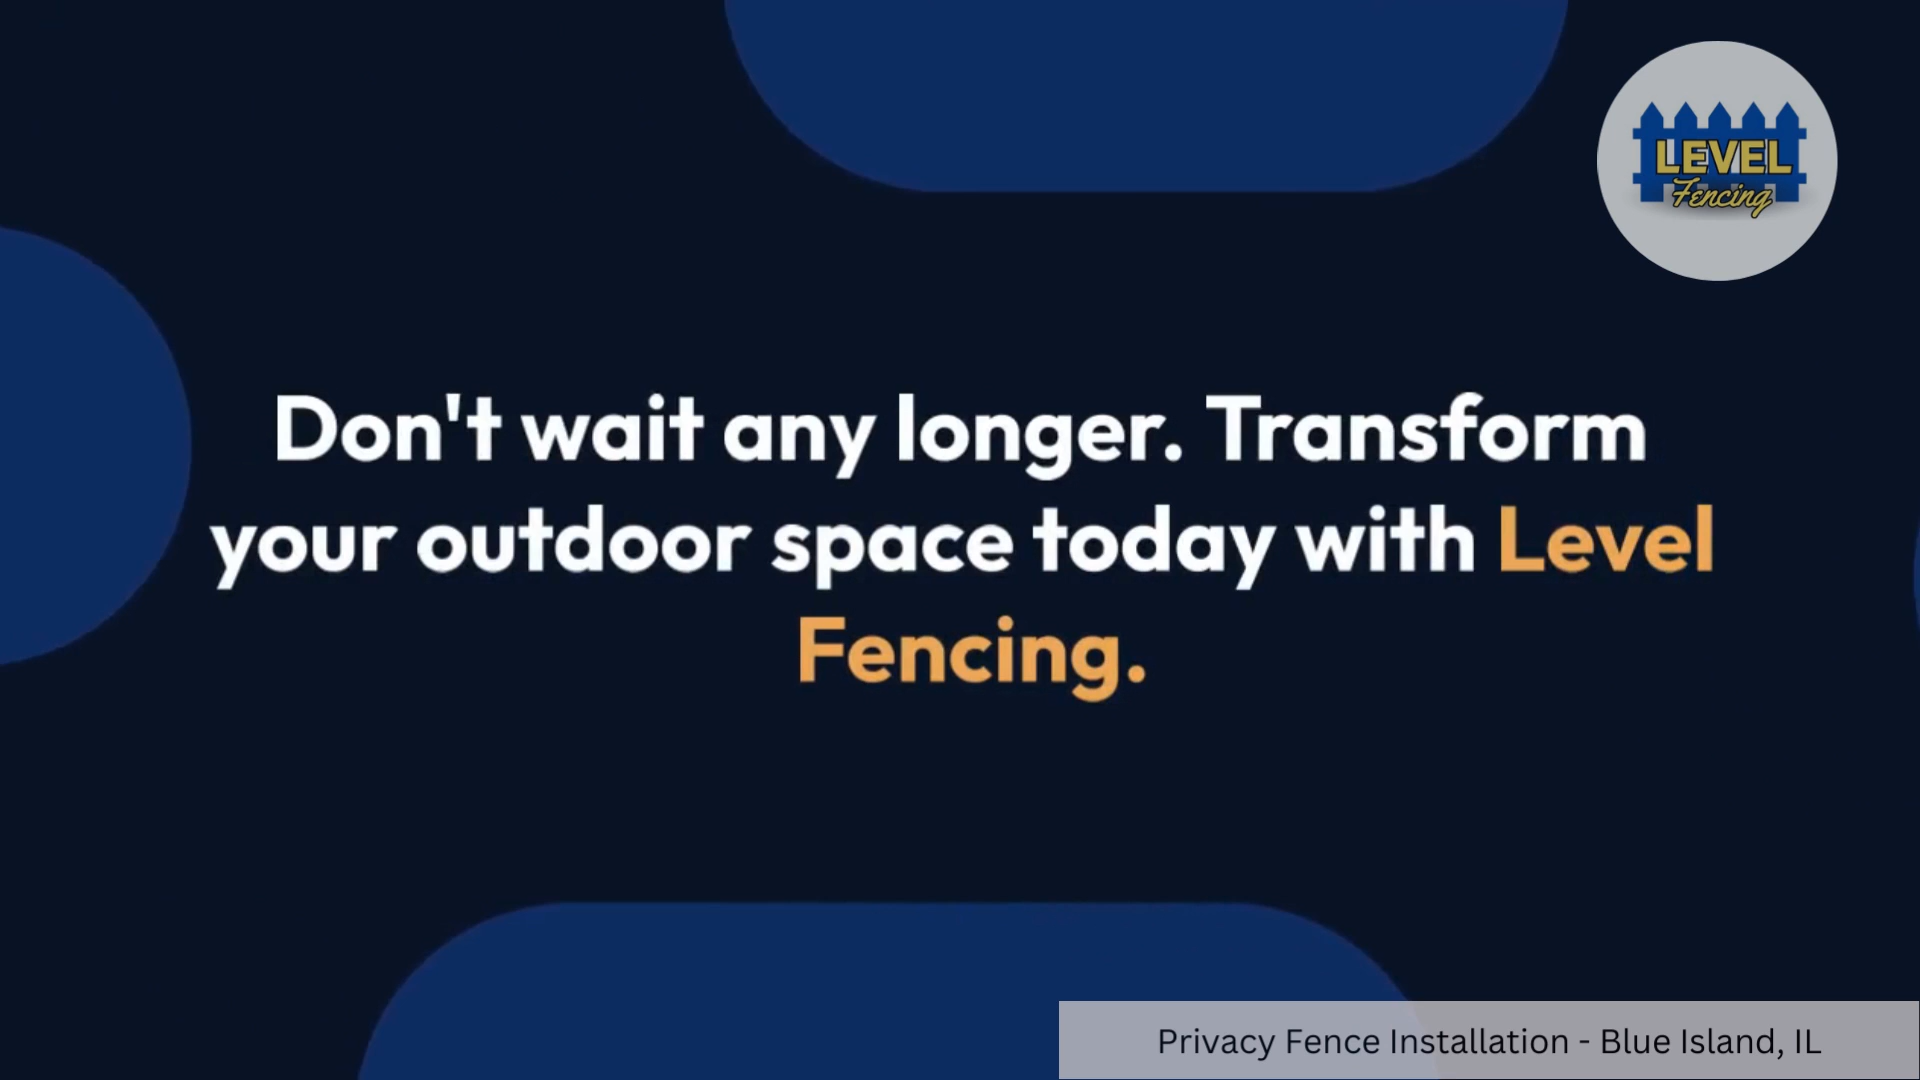 LEVEL
Fencing
Don't wait any longer. Transform
your outdoor space today with Level
Fencing.
Privacy Fence Installation - Blue Island, IL